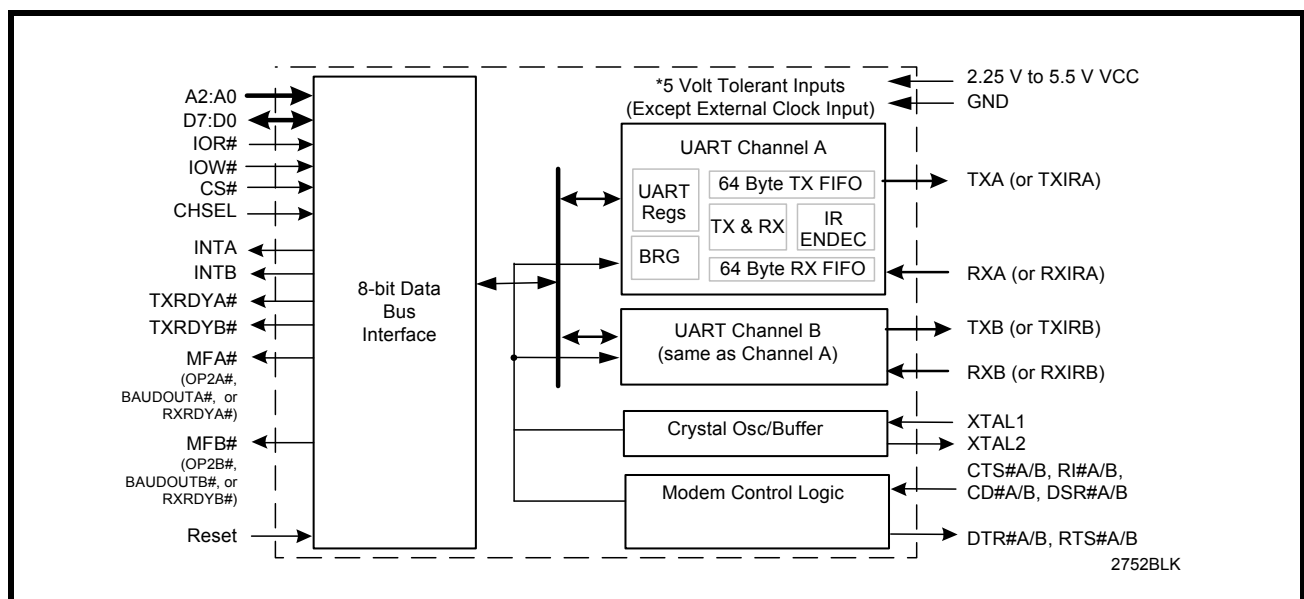 A2:A0
D7:D0
IOR#
IOW#
CS#
CHSEL
INTA
INTB
TXRDYA#
TXRDYB#
MFA#
(OP2A#,
BAUDOUTA#, or
RXRDYA#)
MFB#
(OP2B#,
BAUDOUTB#, or
RXRDYB#)
Reset
8-bit Data
Bus
Interface
*5 Volt Tolerant Inputs
(Except External Clock Input)
UART Channel A
UART
Regs
BRG
64 Byte TX FIFO
TX & RX
IR
ENDEC
64 Byte RX FIFO
UART Channel B
(same as Channel A)
Crystal Osc/Buffer
Modem Control Logic
2.25 V to 5.5 V VCC
GND
TXA (or TXIRA)
RXA (or RXIRA)
TXB (or TXIRB)
RXB (or RXIRB)
XTAL1
XTAL2
CTS#A/B, RI#A/B,
CD#A/B, DSR#A/B
DTR#A/B, RTS#A/B
2752BLK